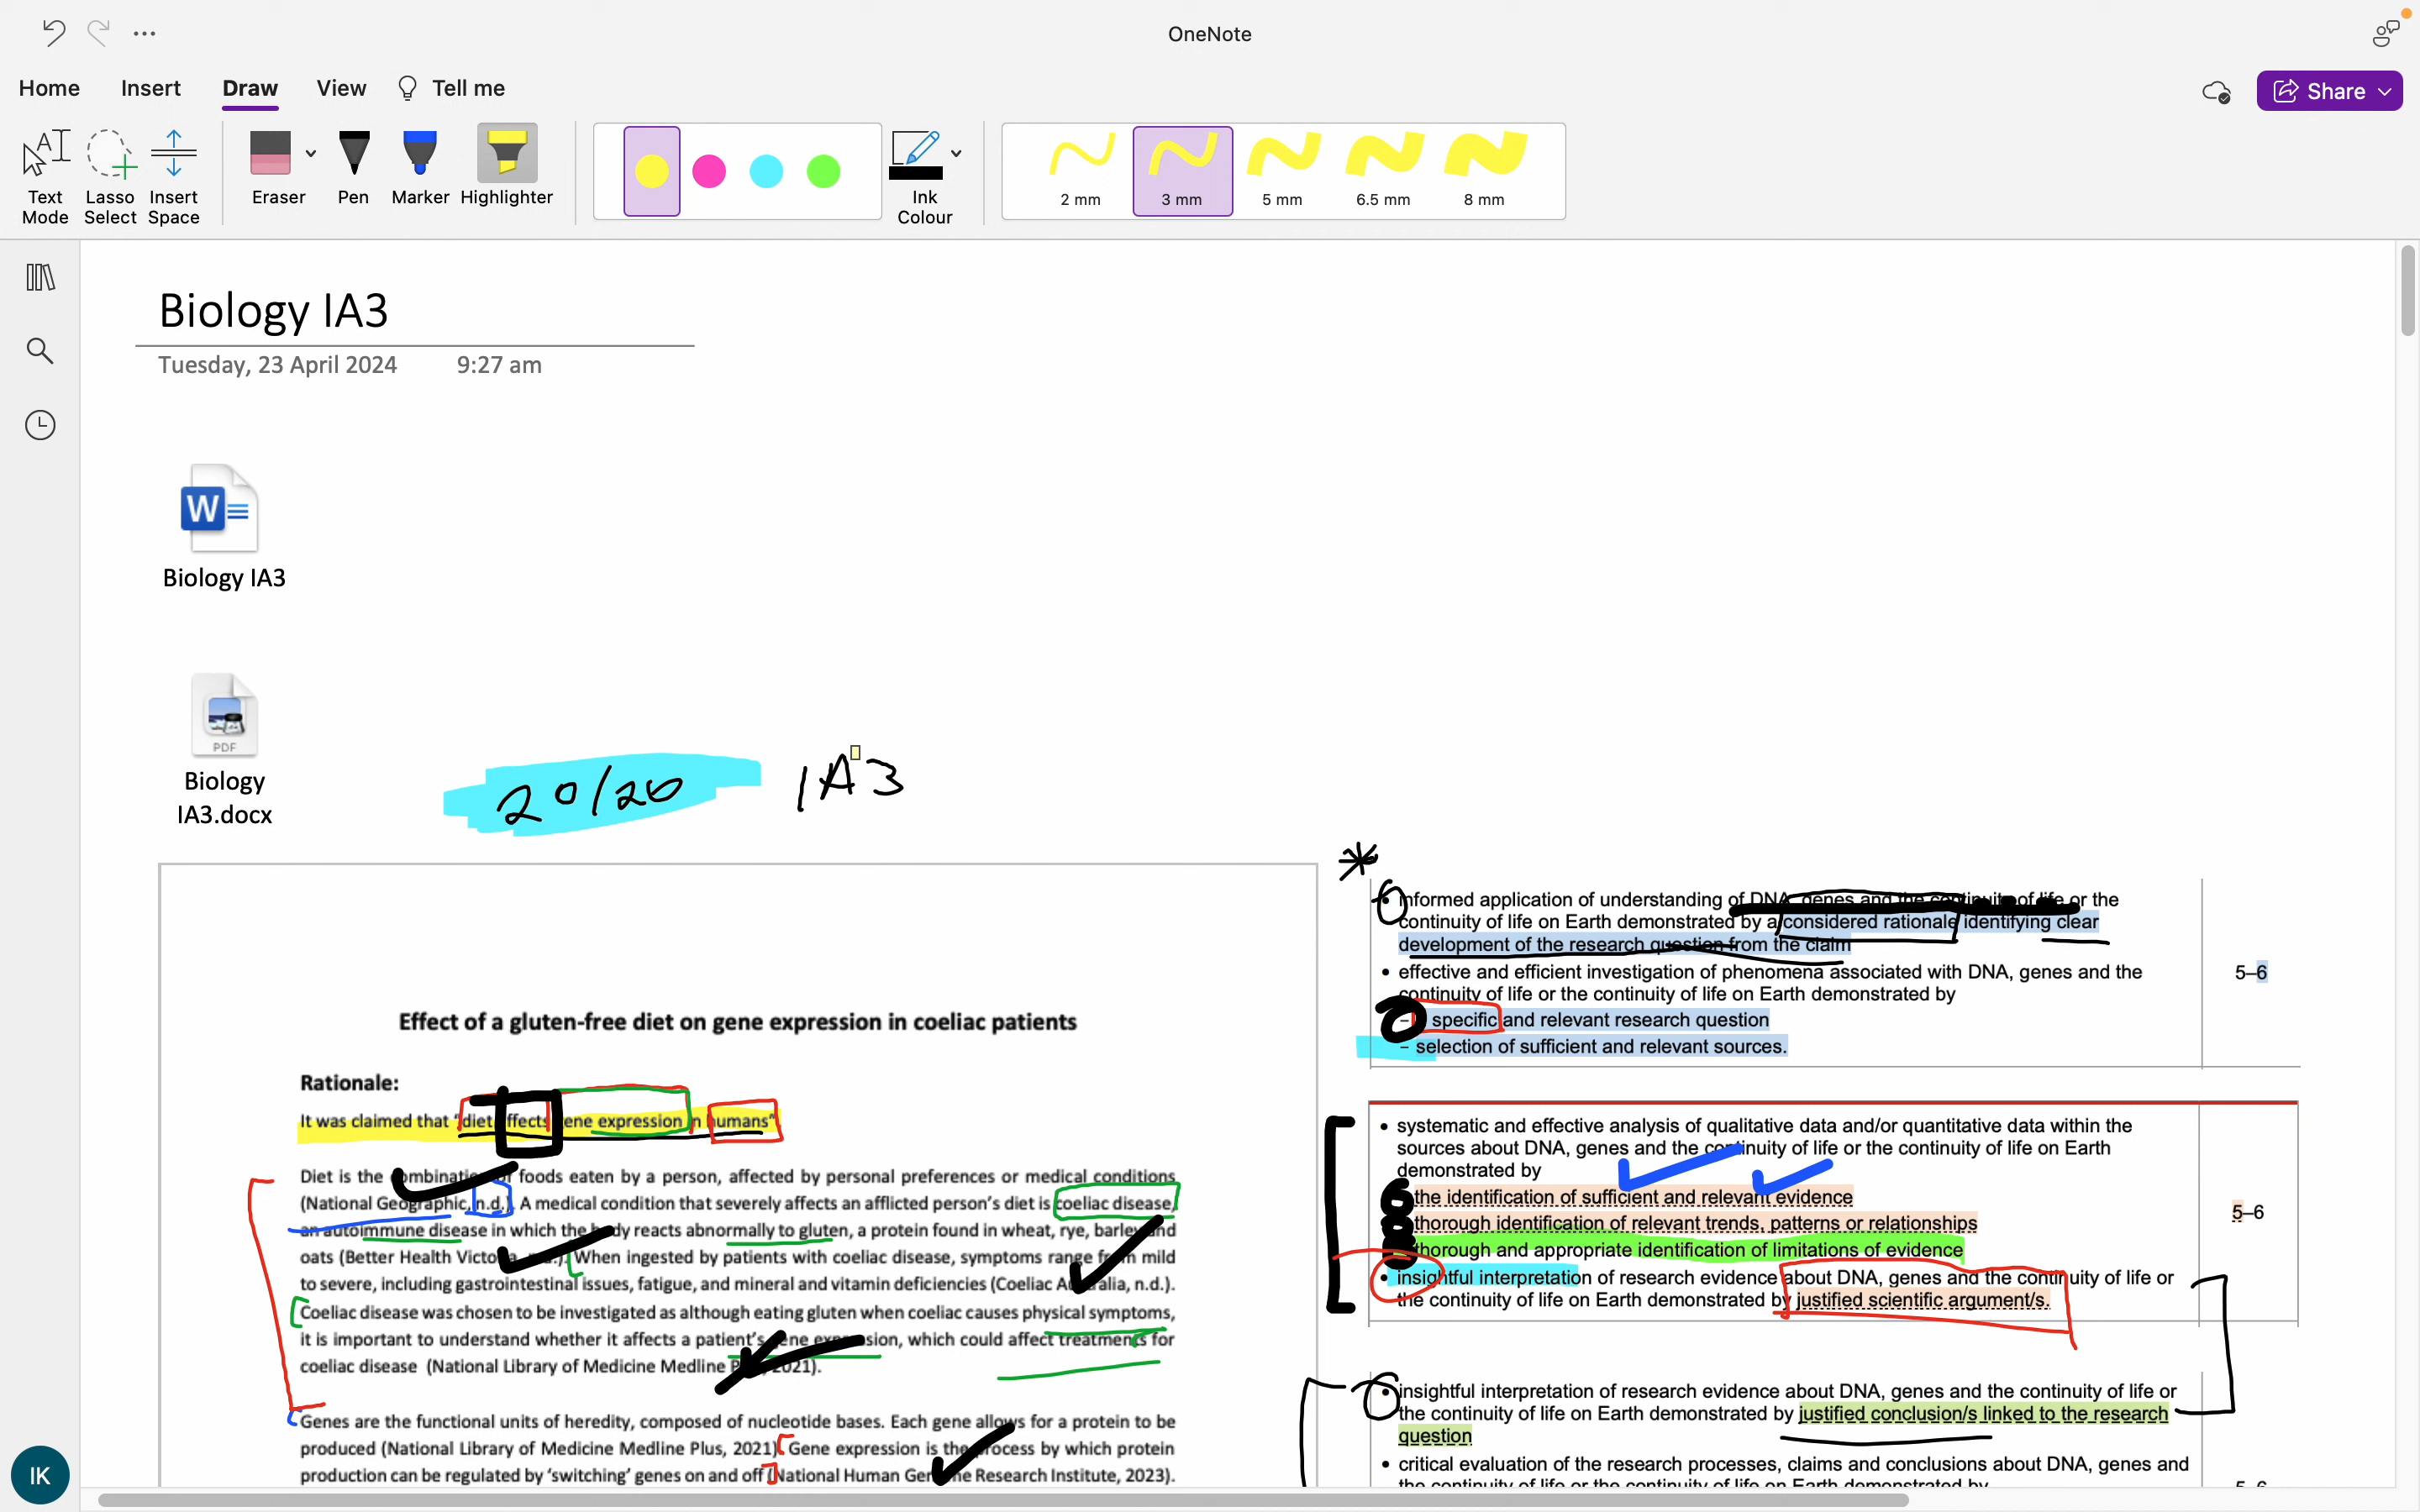 OneNote
Home Insert Draw View Tell me
Share
Text Mode
Lasso Select
Insert Space
Eraser
Pen
Marker
Highlighter
Ink Colour
2 mm
3 mm
5 mm
6.5 mm
8 mm
Biology IA3
Tuesday, 23 April 2024 9:27 am
W
Biology IA3
PDF
Biology
IA3.docx
20/20 IA3
Effect of a gluten-free diet on gene expression in coeliac patients
Rationale:
It was claimed that "diet affects gene expression in humans"
Diet is the combination of foods eaten by a person, affected by personal preferences or medical conditions
(National Geographic, n.d.). A medical condition that severely affects an afflicted person's diet is coeliac disease,
an autoimmune disease in which the body reacts abnormally to gluten, a protein found in wheat, rye, barley and
oats (Better Health Victoria, n.d.). When ingested by patients with coeliac disease, symptoms range from mild
to severe, including gastrointestinal issues, fatigue, and mineral and vitamin deficiencies (Coeliac Australia, n.d.).
Coeliac disease was chosen to be investigated as although eating gluten when coeliac causes physical symptoms,
it is important to understand whether it affects a patient's gene expression, which could affect treatments for
coeliac disease (National Library of Medicine Medline Plus, 2021).
Genes are the functional units of heredity, composed of nucleotide bases. Each gene allows for a protein to be
produced (National Library of Medicine Medline Plus, 2021). Gene expression is the process by which protein
production can be regulated by 'switching' genes on and off (National Human Genome Research Institute, 2023).
*
• informed application of understanding of DNA, genes and the continuity of life or the
continuity of life on Earth demonstrated by a considered rationale identifying clear
development of the research question from the claim
• effective and efficient investigation of phenomena associated with DNA, genes and the
continuity of life or the continuity of life on Earth demonstrated by
– specific and relevant research question
– selection of sufficient and relevant sources.
5–6
• systematic and effective analysis of qualitative data and/or quantitative data within the
sources about DNA, genes and the continuity of life or the continuity of life on Earth
demonstrated by
the identification of sufficient and relevant evidence
thorough identification of relevant trends, patterns or relationships
thorough and appropriate identification of limitations of evidence
• insightful interpretation of research evidence about DNA, genes and the continuity of life or
the continuity of life on Earth demonstrated by justified scientific argument/s.
5–6
• insightful interpretation of research evidence about DNA, genes and the continuity of life or
the continuity of life on Earth demonstrated by justified conclusion/s linked to the research
question
• critical evaluation of the research processes, claims and conclusions about DNA, genes and
the continuity of life or the continuity of life on Earth demonstrated by
5–6
IK